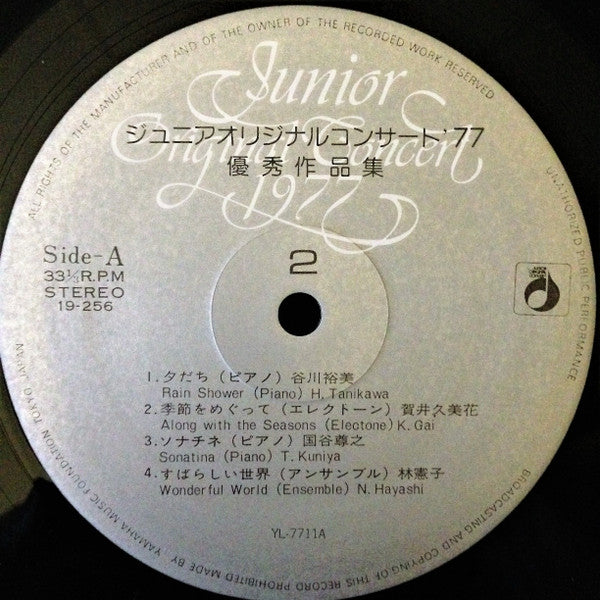 ALL RIGHTS OF THE MANUFACTURER AND OF THE OWNER OF THE RECORDED WORK RESERVED
UNAUTHORIZED PUBLIC PERFORMANCE
BROADCASTING AND COPYING OF THIS RECORD PROHIBITED
MADE BY YAMAHA MUSIC FOUNDATION TOKYO JAPAN
Junior
Original Concert
1977
ジュニアオリジナルコンサート'77
優秀作品集
Side-A
33⅓R.P.M
STEREO
19-256
2
1.夕だち(ピアノ)谷川裕美
Rain Shower (Piano) H. Tanikawa
2.季節をめぐって(エレクトーン)賀井久美花
Along with the Seasons (Electone) K. Gai
3.ソナチネ(ピアノ)国谷尊之
Sonatina (Piano) T. Kuniya
4.すばらしい世界(アンサンブル)林憲子
Wonderful World (Ensemble) N. Hayashi
YL-7711A